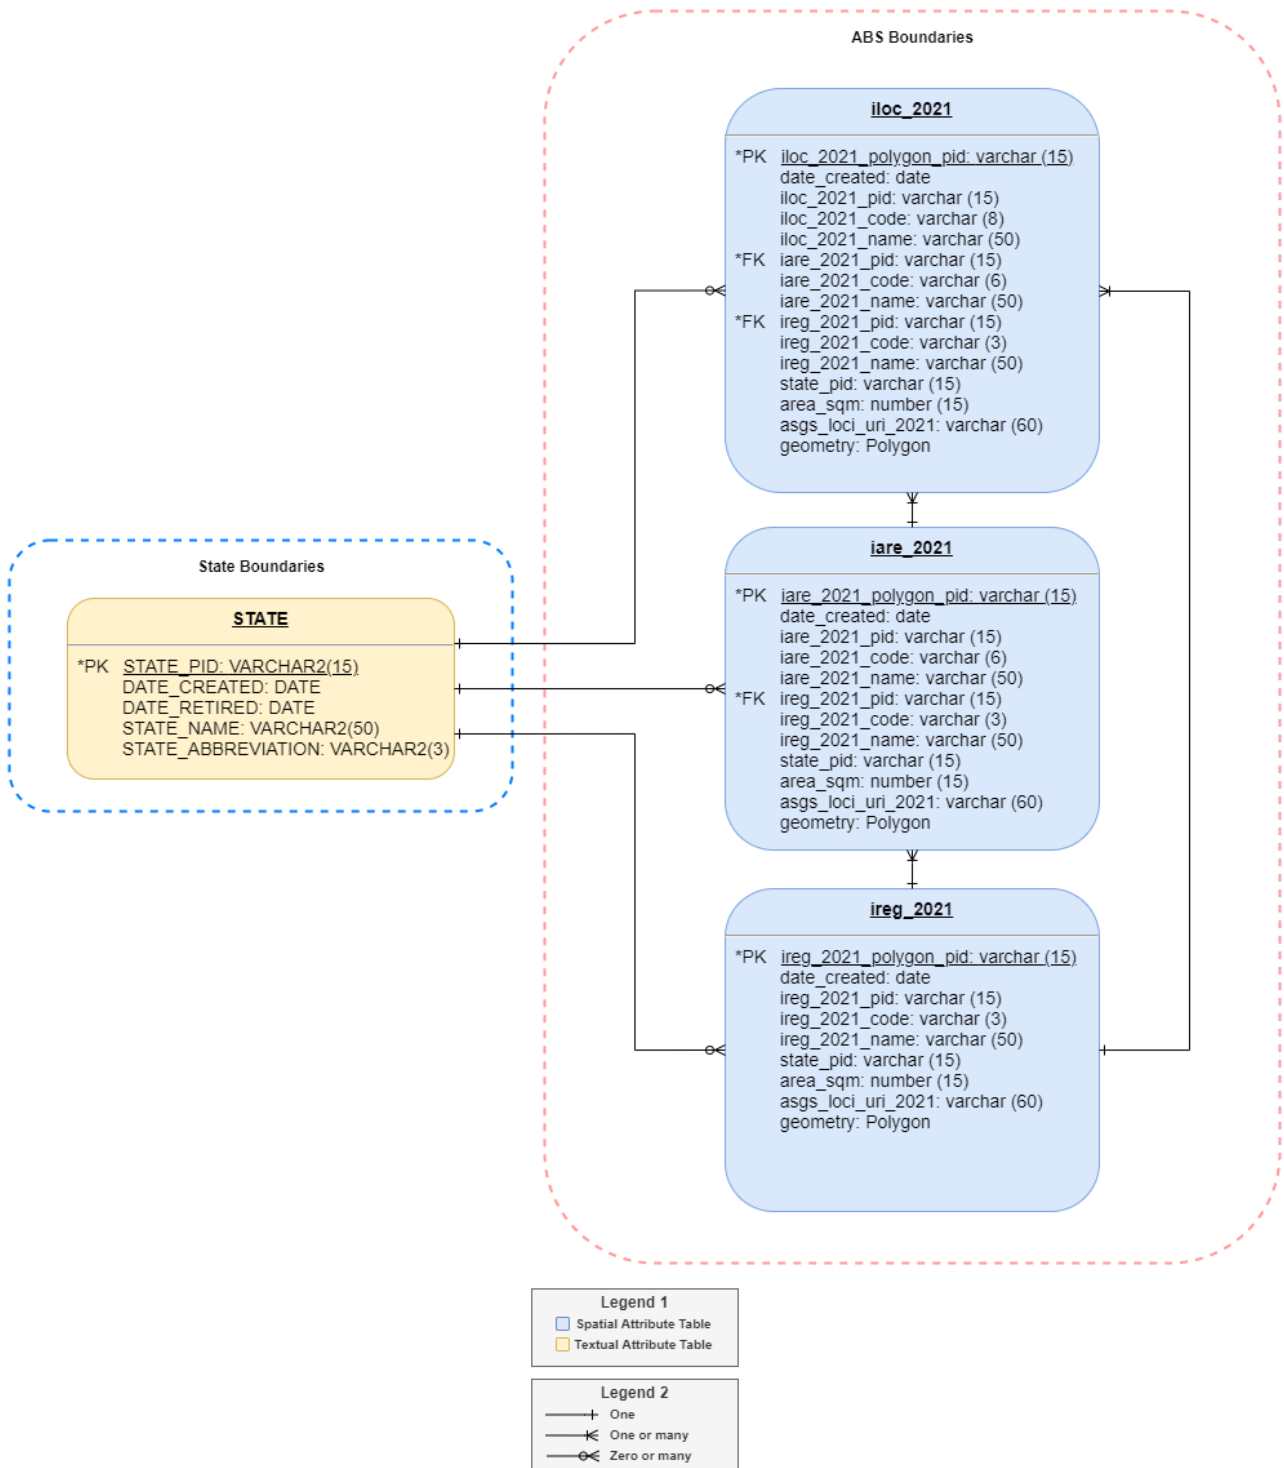 ABS Boundaries
iloc_2021
*PK iloc_2021_polygon_pid: varchar (15)
date_created: date
iloc_2021_pid: varchar (15)
iloc_2021_code: varchar (8)
iloc_2021_name: varchar (50)
*FK iare_2021_pid: varchar (15)
iare_2021_code: varchar (6)
iare_2021_name: varchar (50)
*FK ireg_2021_pid: varchar (15)
ireg_2021_code: varchar (3)
ireg_2021_name: varchar (50)
state_pid: varchar (15)
area_sqm: number (15)
asgs_loci_uri_2021: varchar (60)
geometry: Polygon
State Boundaries
STATE
*PK STATE_PID: VARCHAR2(15)
DATE_CREATED: DATE
DATE_RETIRED: DATE
STATE_NAME: VARCHAR2(50)
STATE_ABBREVIATION: VARCHAR2(3)
iare_2021
*PK iare_2021_polygon_pid: varchar (15)
date_created: date
iare_2021_pid: varchar (15)
iare_2021_code: varchar (6)
iare_2021_name: varchar (50)
*FK ireg_2021_pid: varchar (15)
ireg_2021_code: varchar (3)
ireg_2021_name: varchar (50)
state_pid: varchar (15)
area_sqm: number (15)
asgs_loci_uri_2021: varchar (60)
geometry: Polygon
ireg_2021
*PK ireg_2021_polygon_pid: varchar (15)
date_created: date
ireg_2021_pid: varchar (15)
ireg_2021_code: varchar (3)
ireg_2021_name: varchar (50)
state_pid: varchar (15)
area_sqm: number (15)
asgs_loci_uri_2021: varchar (60)
geometry: Polygon
Legend 1
Spatial Attribute Table
Textual Attribute Table
Legend 2
One
One or many
Zero or many